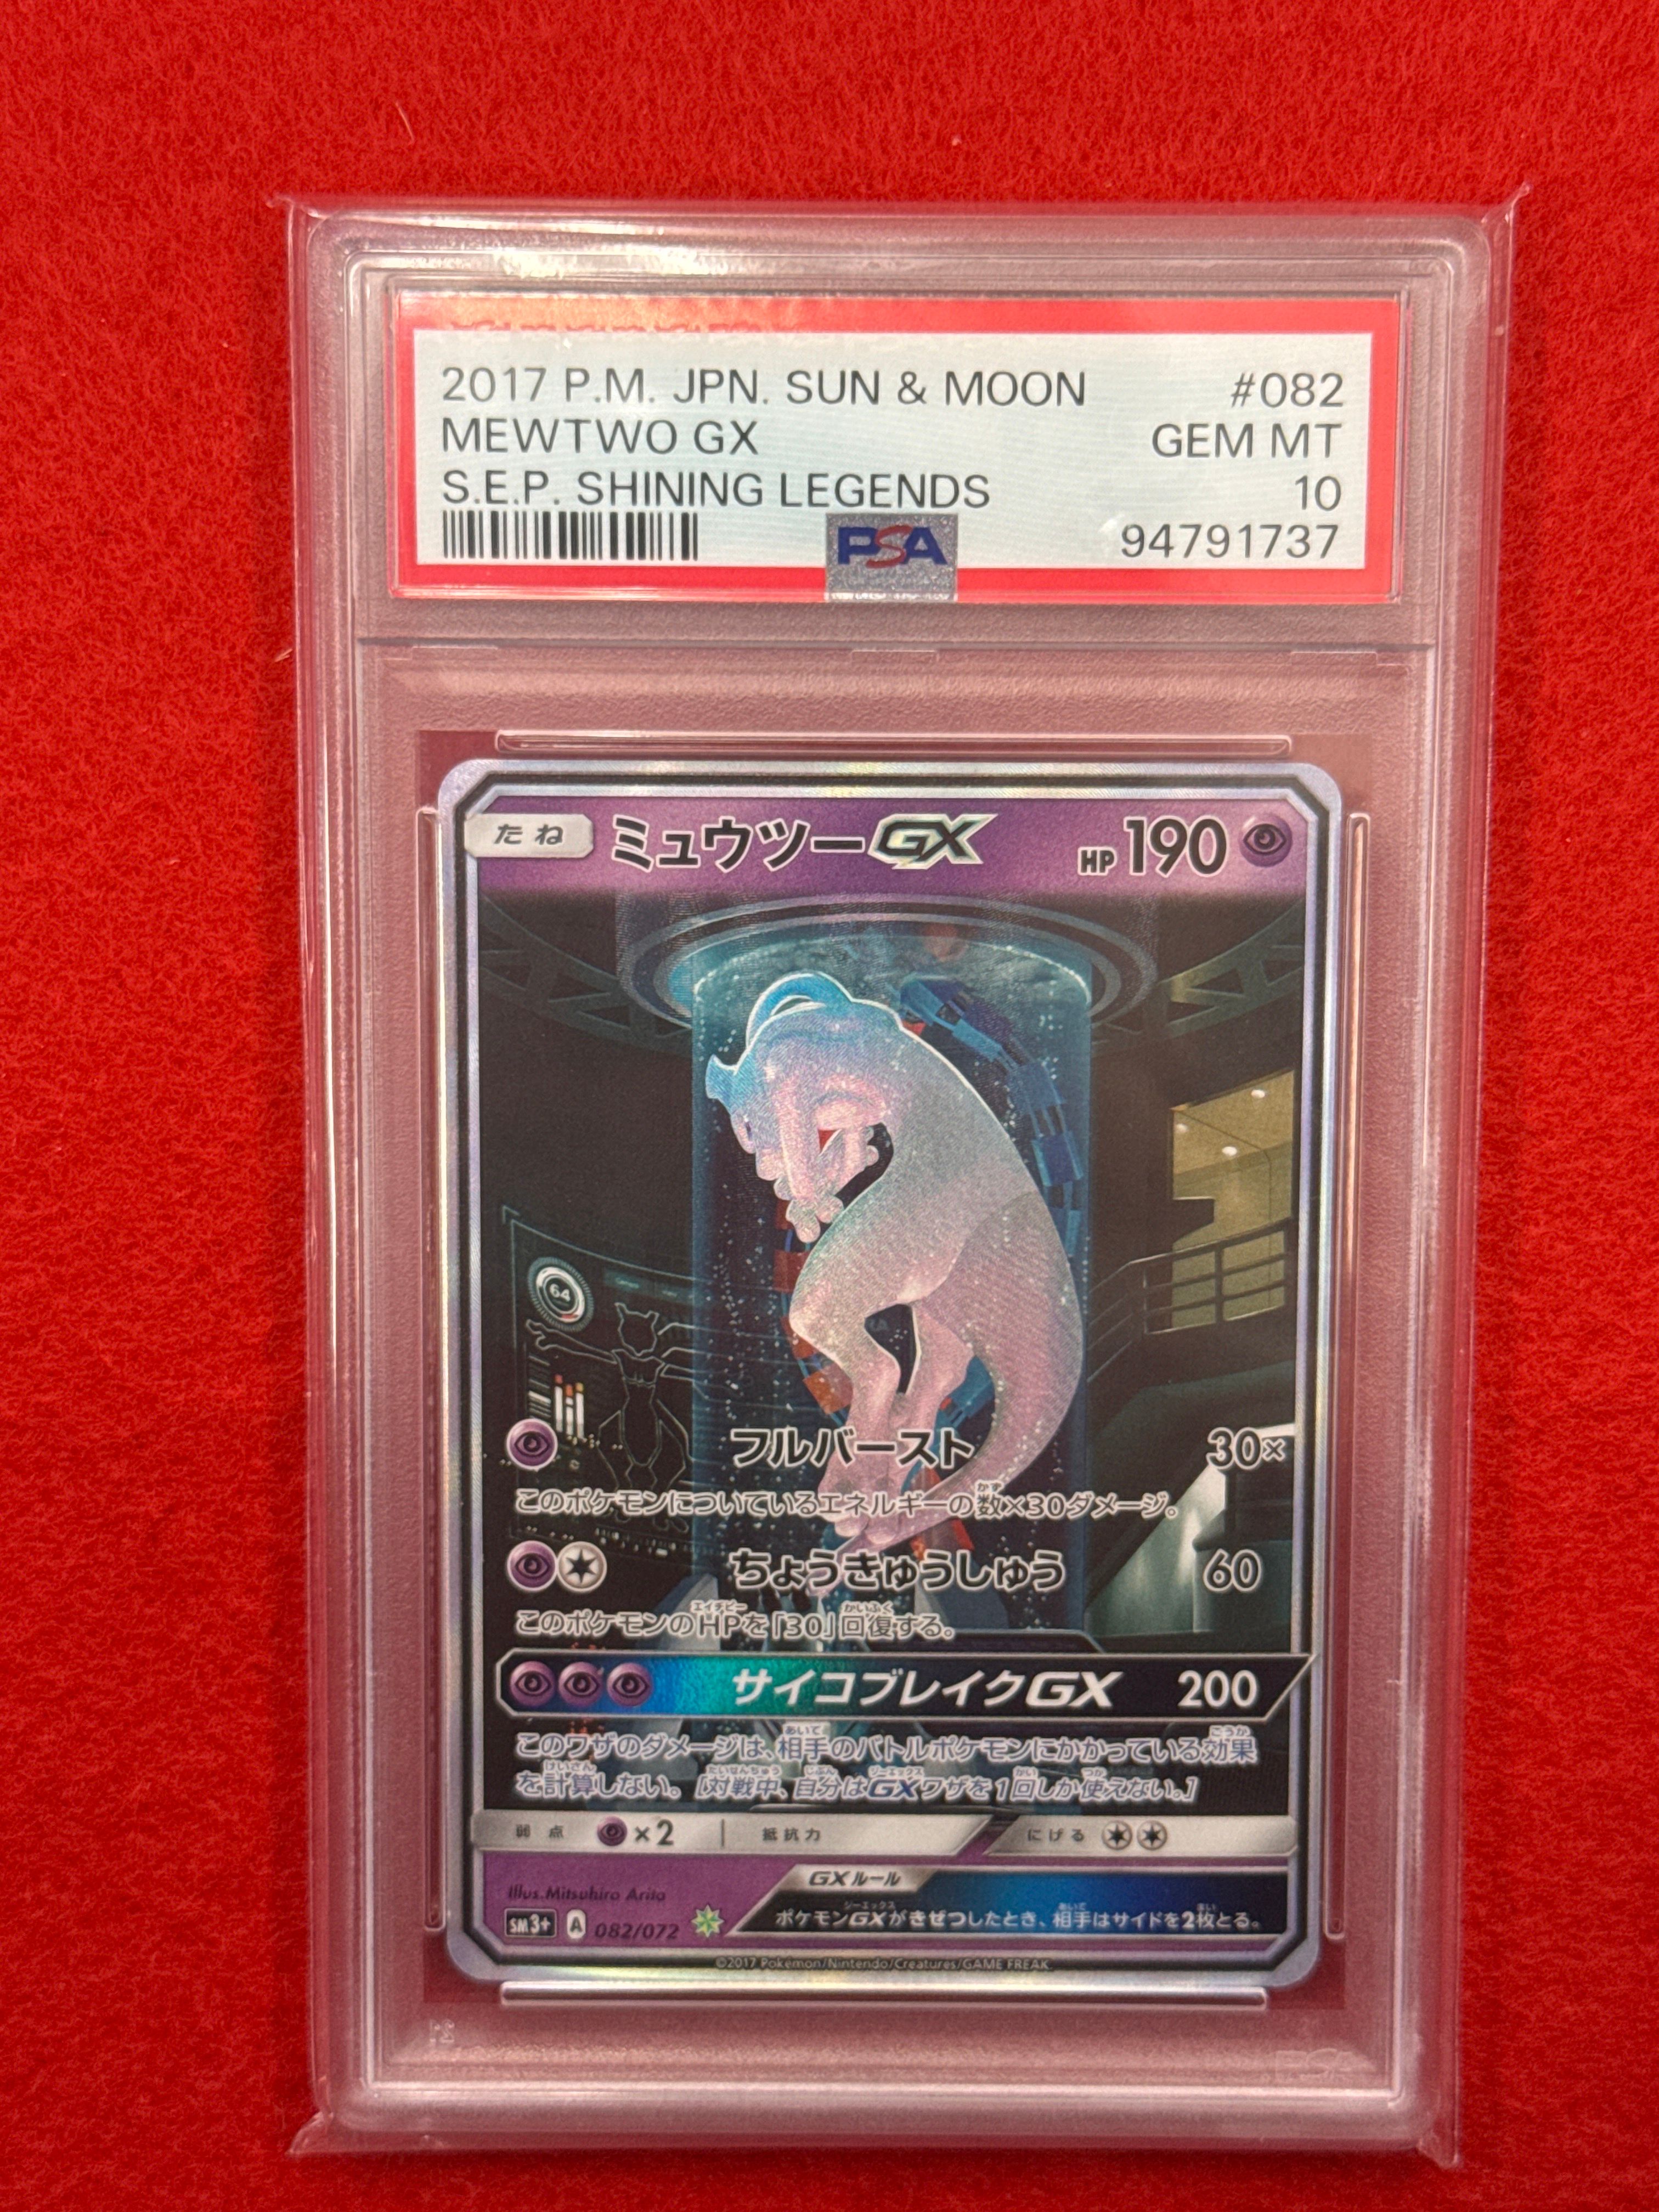 2017 P.M. JPN. SUN & MOON #082
MEWTWO GX GEM MT
S.E.P. SHINING LEGENDS 10
PSA 94791737
たね ミュウツーGX HP 190
64
フルバースト 30×
このポケモンについているエネルギーの数×30ダメージ。
ちょうきゅうしゅう 60
このポケモンのHPを「30」回復する。
サイコブレイクGX 200
このワザのダメージは、相手のバトルポケモンにかかっている効果
を計算しない。[対戦中、自分はGXワザを1回しか使えない。]
弱点 ×2 抵抗力 にげる
GXルール
Illus.Mitsuhiro Arita
SM3+ A 082/072 ポケモンGXがきぜつしたとき、相手はサイドを2枚とる。
©2017 Pokémon/Nintendo/Creatures/GAME FREAK.